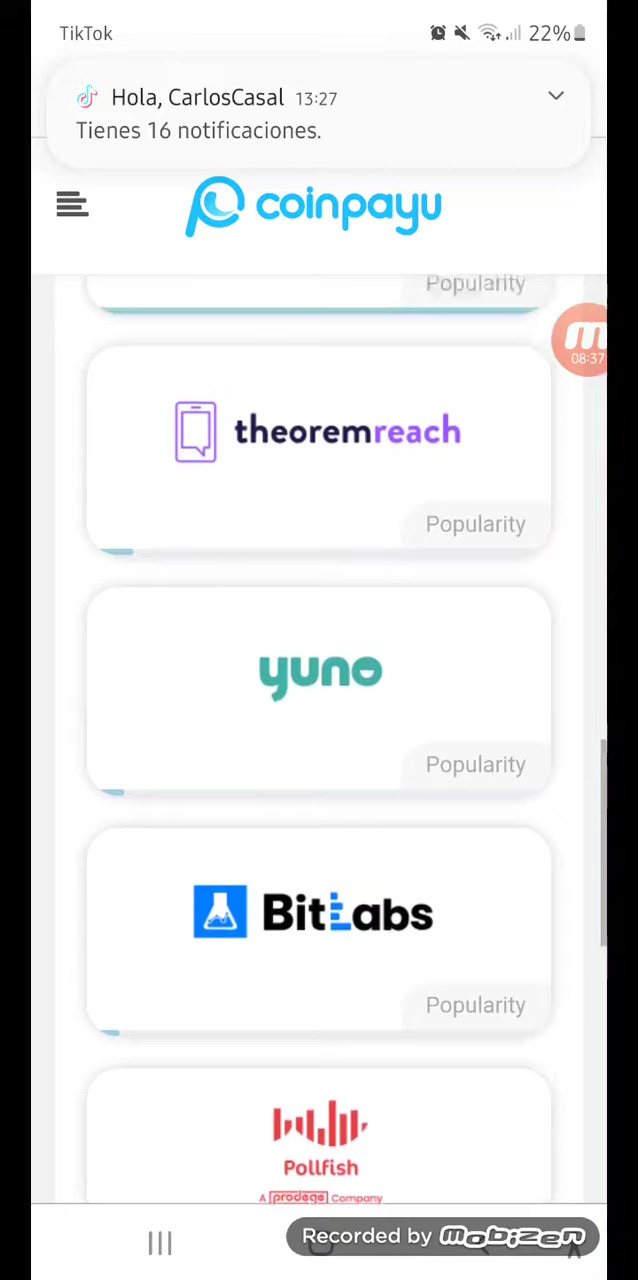 TikTok 22%
Hola, CarlosCasal 13:27
Tienes 16 notificaciones.
coinpayu
Popularity
08:37
theoremreach
Popularity
yuno
Popularity
BitLabs
Popularity
Pollfish
A prodege Company
Recorded by mobizen